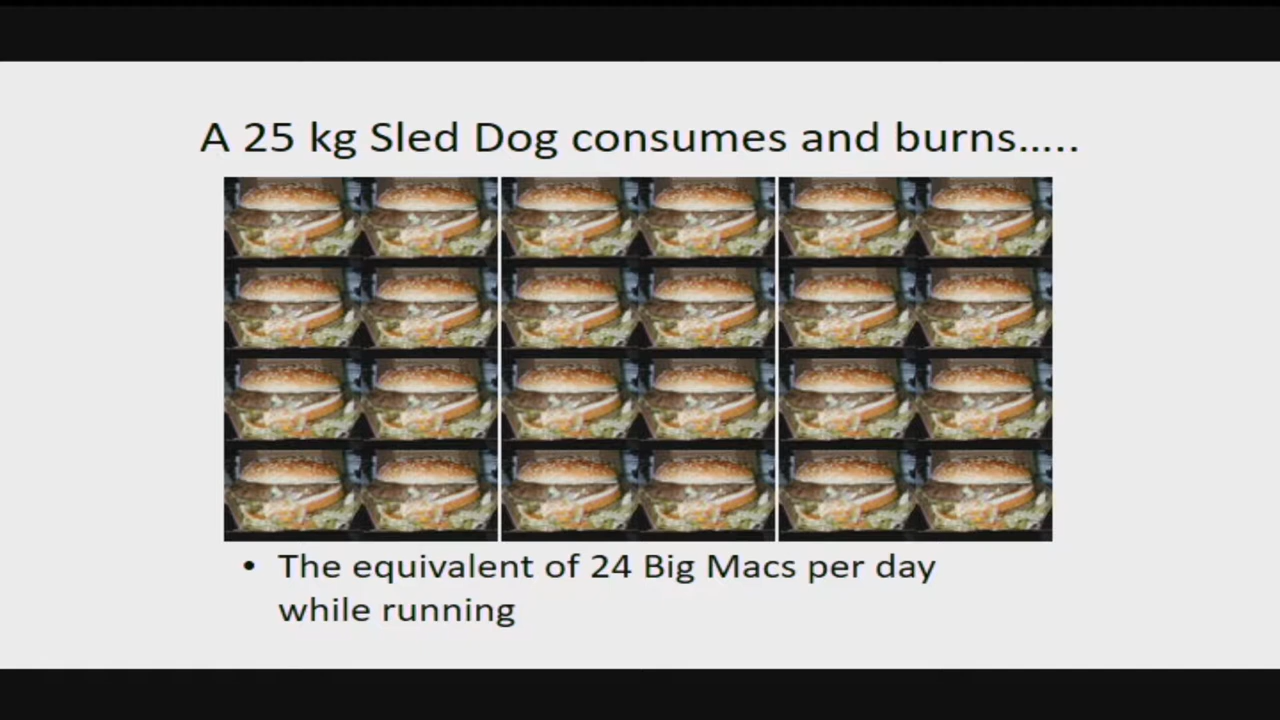 A 25 kg Sled Dog consumes and burns.....
• The equivalent of 24 Big Macs per day
while running